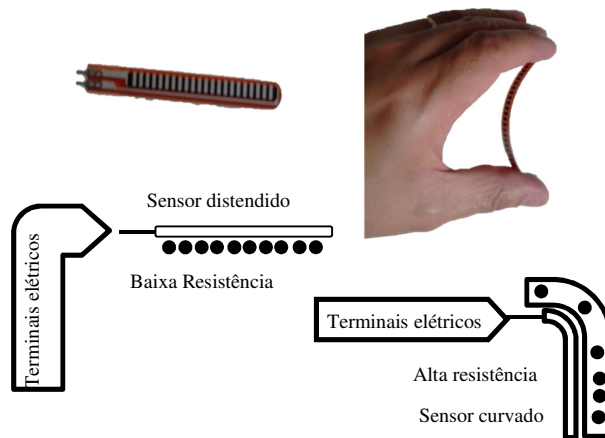 Sensor distendido
Terminais elétricos
Baixa Resistência
Terminais elétricos
Alta resistência
Sensor curvado